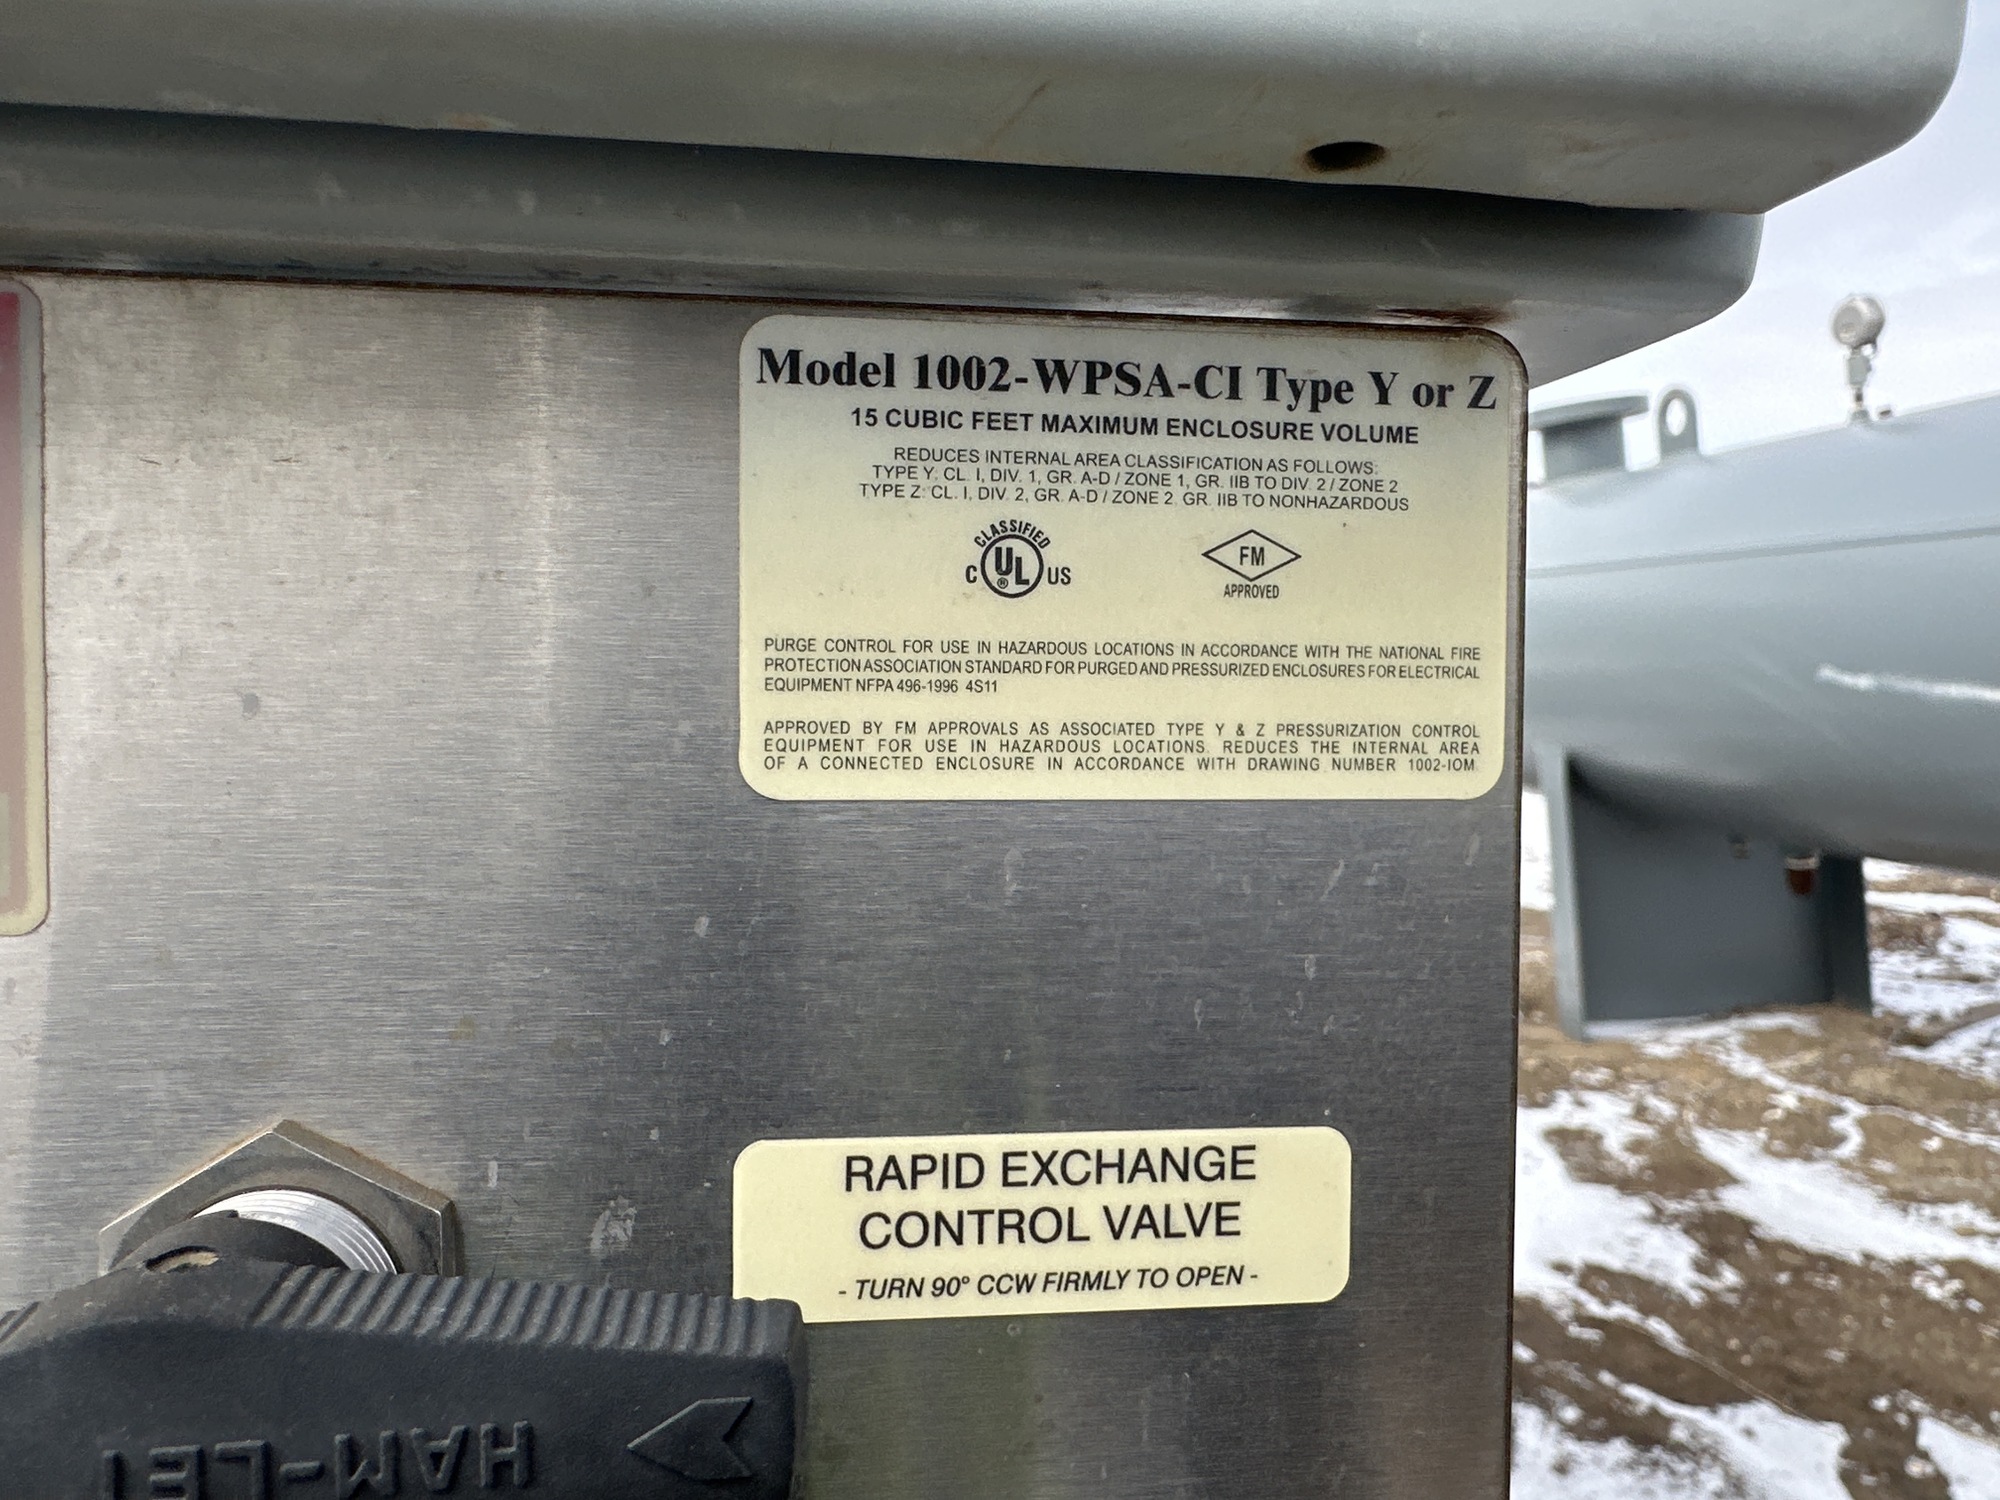 Model 1002-WPSA-CI Type Y or Z
15 CUBIC FEET MAXIMUM ENCLOSURE VOLUME
REDUCES INTERNAL AREA CLASSIFICATION AS FOLLOWS:
TYPE Y: CL. I, DIV. 1, GR. A-D / ZONE 1, GR. IIB TO DIV. 2 / ZONE 2
TYPE Z: CL. I, DIV. 2, GR. A-D / ZONE 2. GR. IIB TO NONHAZARDOUS
CLASSIFIED
C UL ® US
FM
APPROVED
PURGE CONTROL FOR USE IN HAZARDOUS LOCATIONS IN ACCORDANCE WITH THE NATIONAL FIRE
PROTECTION ASSOCIATION STANDARD FOR PURGED AND PRESSURIZED ENCLOSURES FOR ELECTRICAL
EQUIPMENT NFPA 496-1996 4S11
APPROVED BY FM APPROVALS AS ASSOCIATED TYPE Y & Z PRESSURIZATION CONTROL
EQUIPMENT FOR USE IN HAZARDOUS LOCATIONS. REDUCES THE INTERNAL AREA
OF A CONNECTED ENCLOSURE IN ACCORDANCE WITH DRAWING NUMBER 1002-IOM.
RAPID EXCHANGE
CONTROL VALVE
- TURN 90° CCW FIRMLY TO OPEN -
HAM-LET